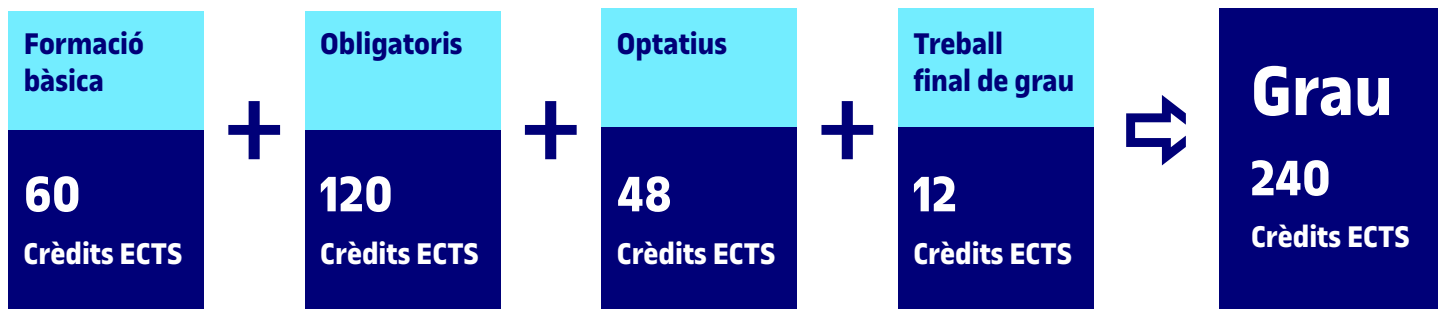 Formació
bàsica
60
Crèdits ECTS
+
Obligatoris
120
Crèdits ECTS
+
Optatius
48
Crèdits ECTS
+
Treball
final de grau
12
Crèdits ECTS
Grau
240
Crèdits ECTS